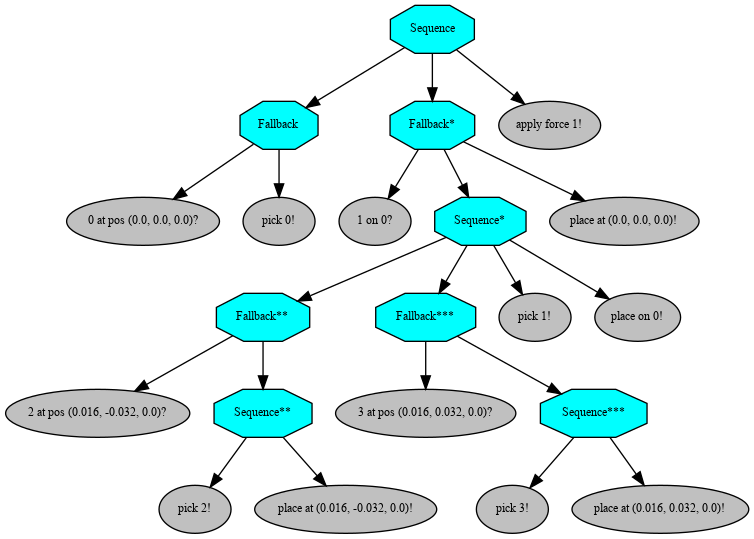 Sequence
Fallback
Fallback*
apply force 1!
0 at pos (0.0, 0.0, 0.0)?
pick 0!
1 on 0?
Sequence*
place at (0.0, 0.0, 0.0)!
Fallback**
Fallback***
pick 1!
place on 0!
2 at pos (0.016, -0.032, 0.0)?
Sequence**
3 at pos (0.016, 0.032, 0.0)?
Sequence***
pick 2!
place at (0.016, -0.032, 0.0)!
pick 3!
place at (0.016, 0.032, 0.0)!